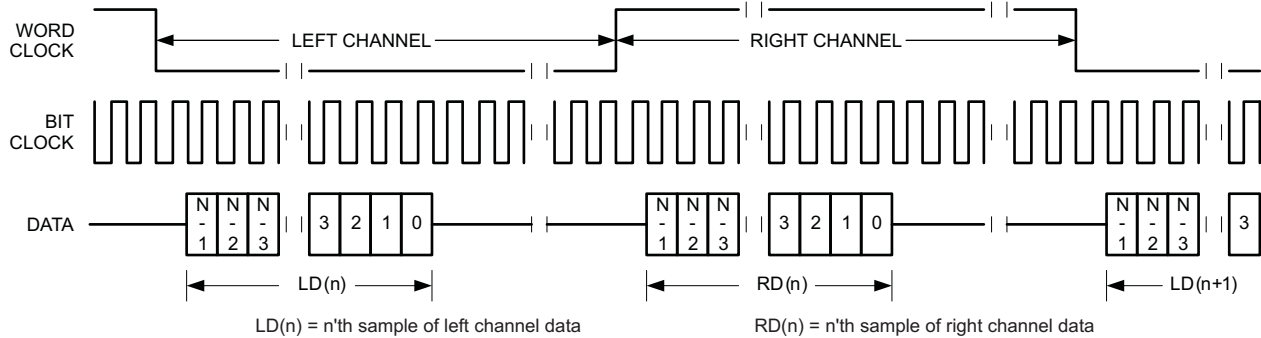 WORD
CLOCK
LEFT CHANNEL
RIGHT CHANNEL
BIT
CLOCK
DATA
N
-
1
N
-
2
N
-
3
3
2
1
0
N
-
1
N
-
2
N
-
3
3
2
1
0
N
-
1
N
-
2
N
-
3
3
LD(n)
RD(n)
LD(n+1)
LD(n) = n'th sample of left channel data
RD(n) = n'th sample of right channel data